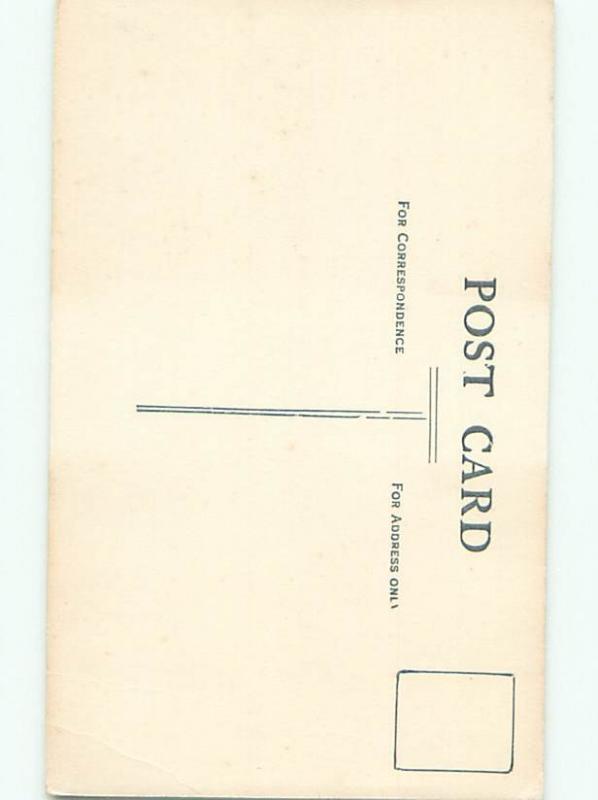 POST CARD
FOR CORRESPONDENCE
FOR ADDRESS ONLY